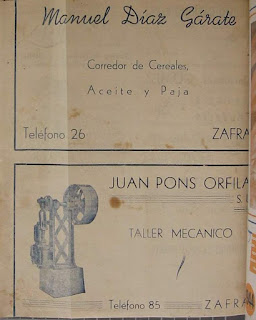 Manuel Díaz Gárate
Corredor de Cereales,
Aceite y Paja
Teléfono 26 ZAFRA
JUAN PONS ORFILA
S
TALLER MECANICO
Teléfono 85 ZAFRA